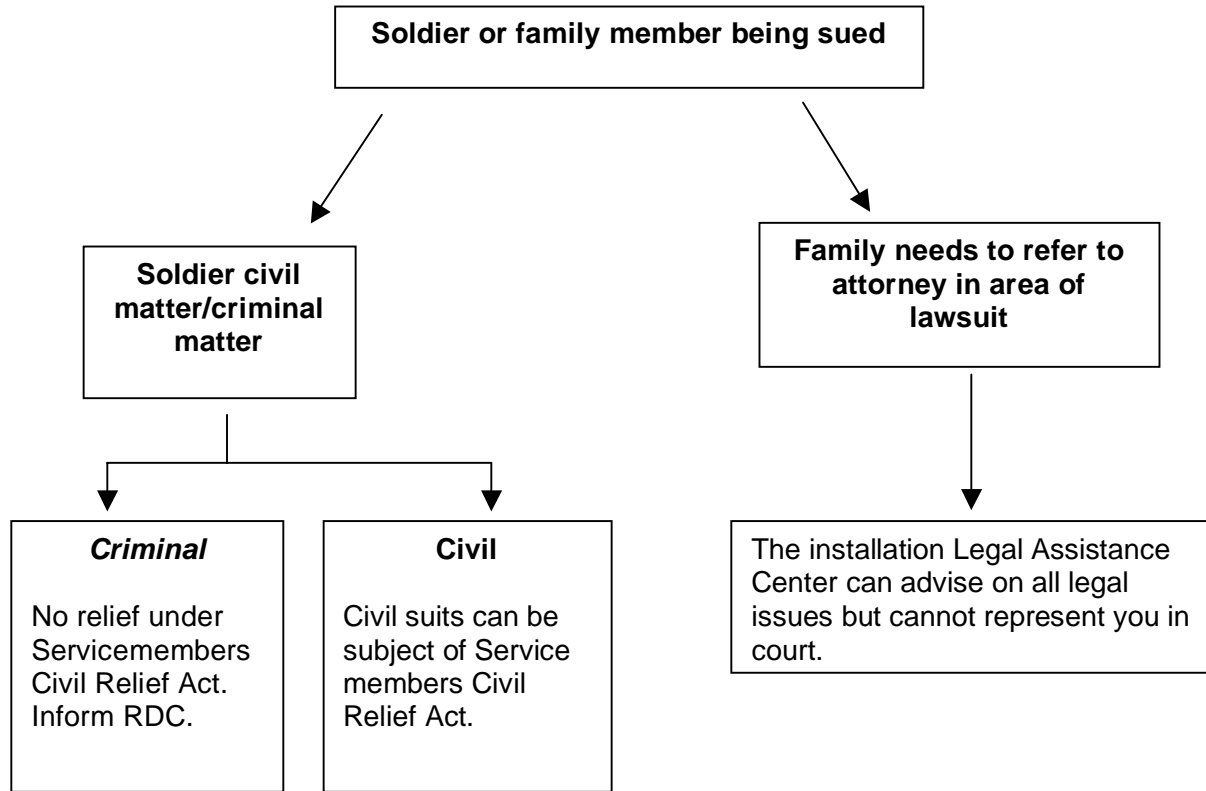 Soldier or family member being sued
Soldier civil
matter/criminal
matter
Family needs to refer to
attorney in area of
lawsuit
Criminal
No relief under
Servicemembers
Civil Relief Act.
Inform RDC.
Civil
Civil suits can be
subject of Service
members Civil
Relief Act.
The installation Legal Assistance
Center can advise on all legal
issues but cannot represent you in
court.